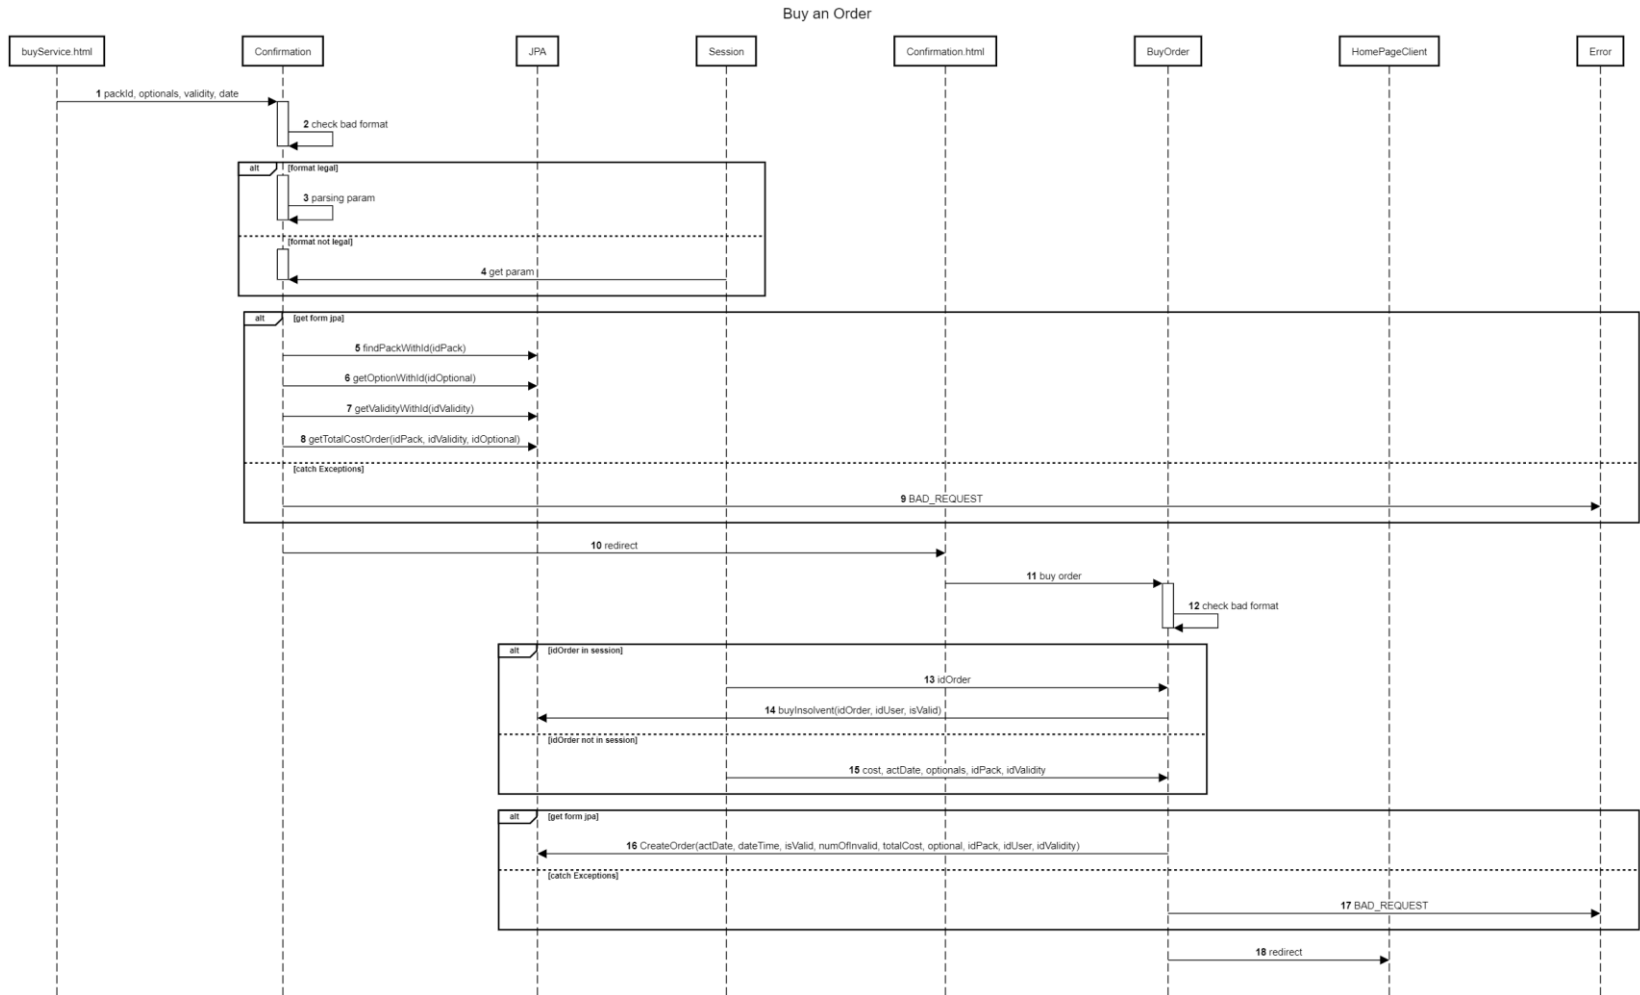 Buy an Order
buyService.html
Confirmation
JPA
Session
Confirmation.html
BuyOrder
HomePageClient
Error
1 packId, optionals, validity, date
2 check bad format
alt [format legal]
3 parsing param
[format not legal]
4 get param
alt [get form jpa]
5 findPackWithId(idPack)
6 getOptionWithId(idOptional)
7 getValidityWithId(idValidity)
8 getTotalCostOrder(idPack, idValidity, idOptional)
[catch Exceptions]
9 BAD_REQUEST
10 redirect
11 buy order
12 check bad format
alt [idOrder in session]
13 idOrder
14 buyInsolvent(idOrder, idUser, isValid)
[idOrder not in session]
15 cost, actDate, optionals, idPack, idValidity
alt [get form jpa]
16 CreateOrder(actDate, dateTime, isValid, numOfInvalid, totalCost, optional, idPack, idUser, idValidity)
[catch Exceptions]
17 BAD_REQUEST
18 redirect